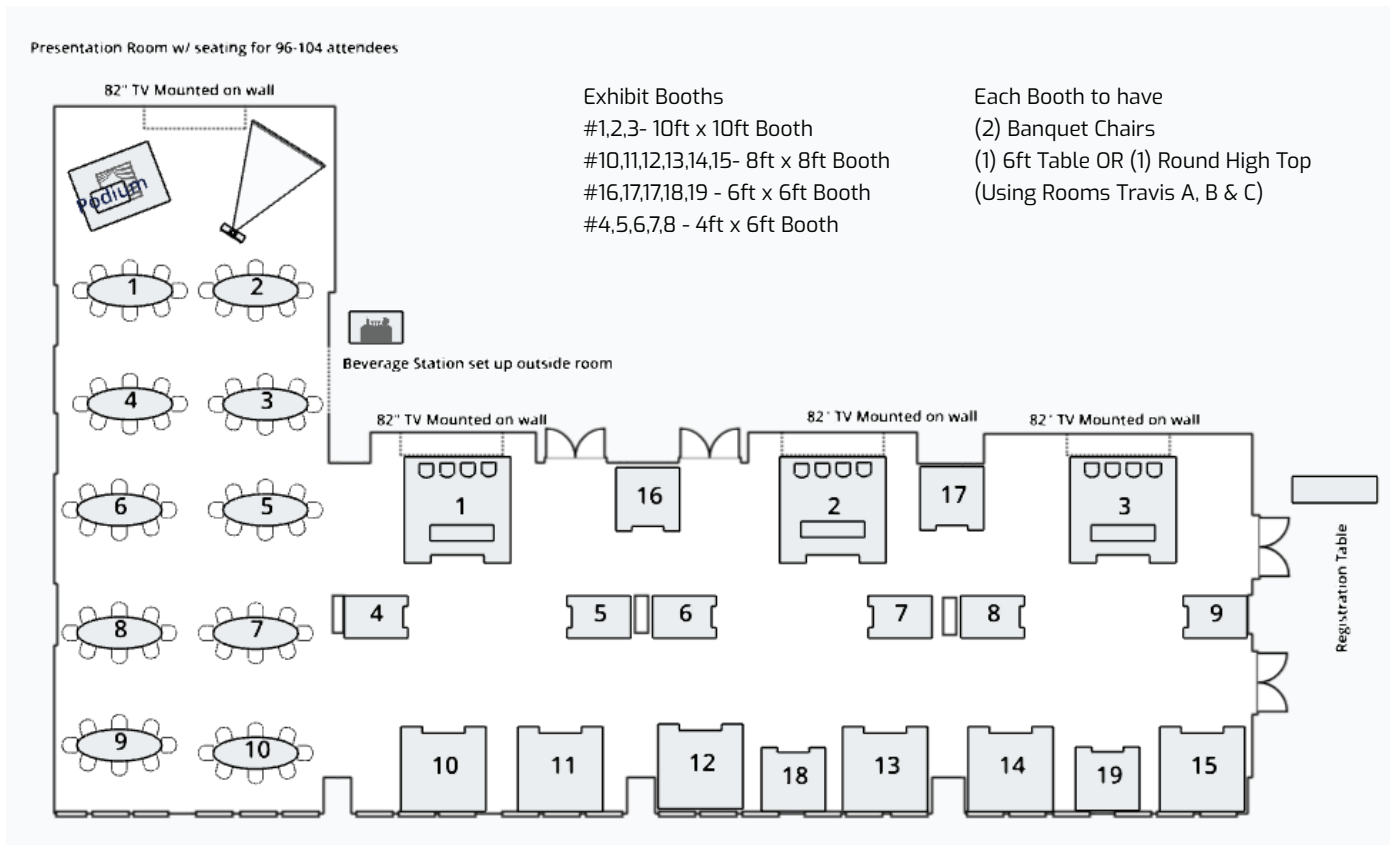 Presentation Room w/ seating for 96-104 attendees
82" TV Mounted on wall
Podium
Exhibit Booths
#1,2,3- 10ft x 10ft Booth
#10,11,12,13,14,15- 8ft x 8ft Booth
#16,17,17,18,19 - 6ft x 6ft Booth
#4,5,6,7,8 - 4ft x 6ft Booth
Each Booth to have
(2) Banquet Chairs
(1) 6ft Table OR (1) Round High Top
(Using Rooms Travis A, B & C)
1
2
Beverage Station set up outside room
4
3
82" TV Mounted on wall
82" TV Mounted on wall
82" TV Mounted on wall
6
5
1
16
2
17
3
Registration Table
8
7
4
5
6
7
8
9
9
10
10
11
12
18
13
14
19
15